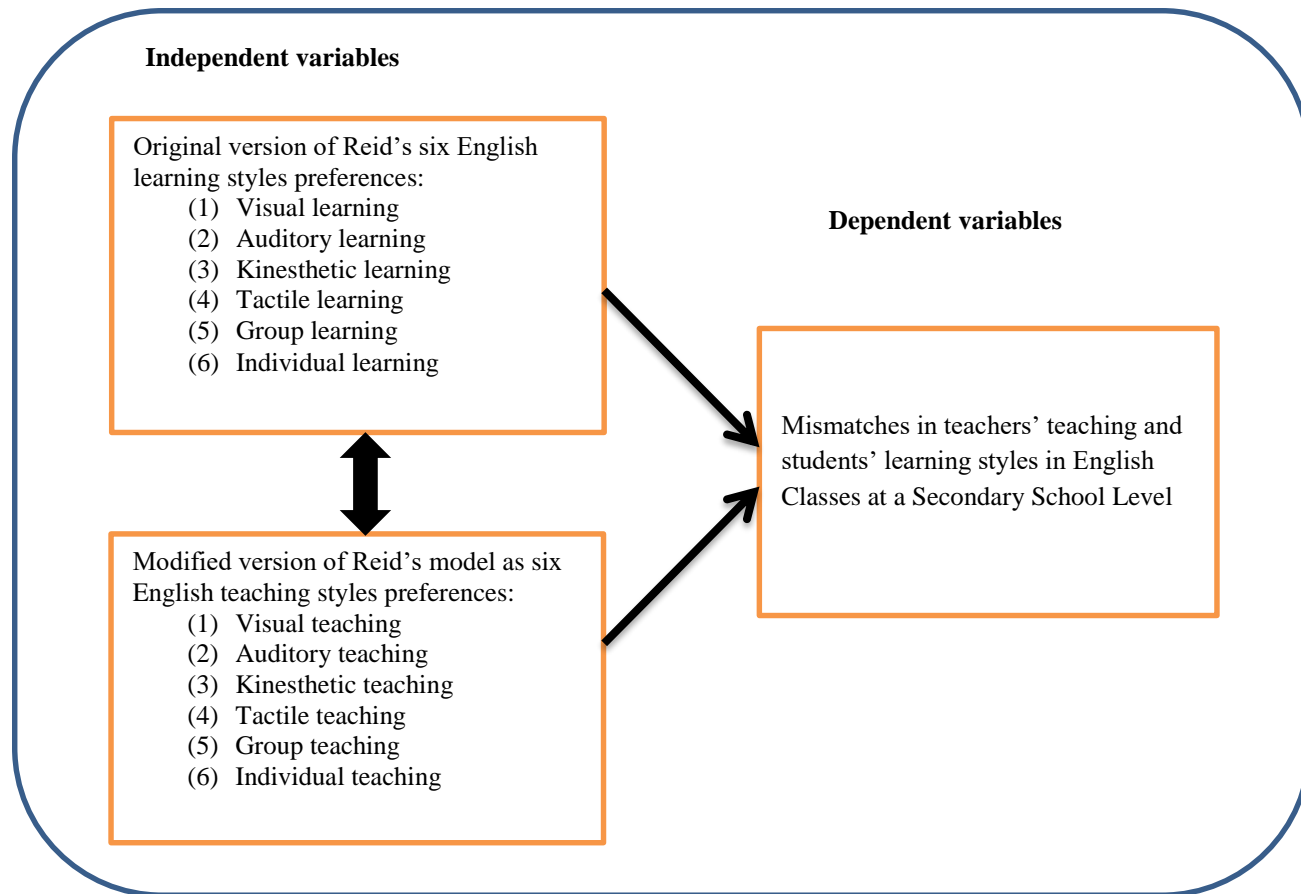 Independent variables
Original version of Reid’s six English
learning styles preferences:
(1) Visual learning
(2) Auditory learning
(3) Kinesthetic learning
(4) Tactile learning
(5) Group learning
(6) Individual learning
Modified version of Reid’s model as six
English teaching styles preferences:
(1) Visual teaching
(2) Auditory teaching
(3) Kinesthetic teaching
(4) Tactile teaching
(5) Group teaching
(6) Individual teaching
Dependent variables
Mismatches in teachers’ teaching and
students’ learning styles in English
Classes at a Secondary School Level